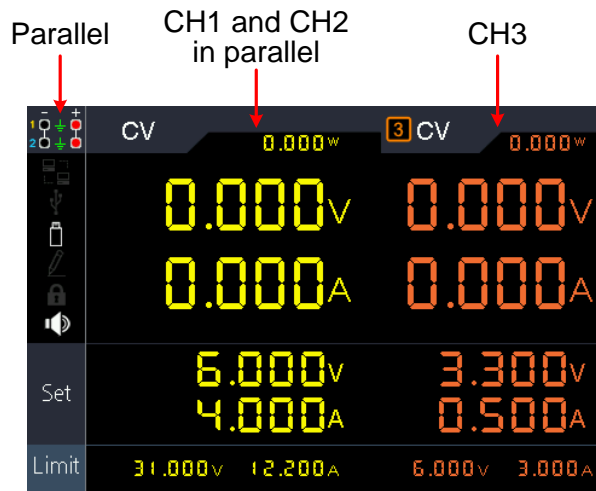 Parallel
CH1 and CH2
in parallel
CH3
- +
1
2
CV 0.000W
3 CV 0.000W
0.000V 0.000V
0.000A 0.000A
Set
6.000V 3.300V
4.000A 0.500A
Limit 31.000V 12.200A 6.000V 3.000A